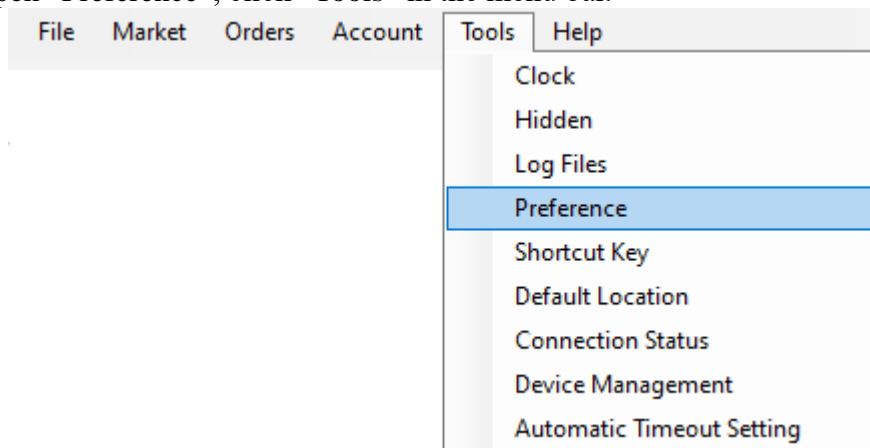 "Preference", "Tools" in the menu bar.
File Market Orders Account Tools Help
Clock
Hidden
Log Files
Preference
Shortcut Key
Default Location
Connection Status
Device Management
Automatic Timeout Setting